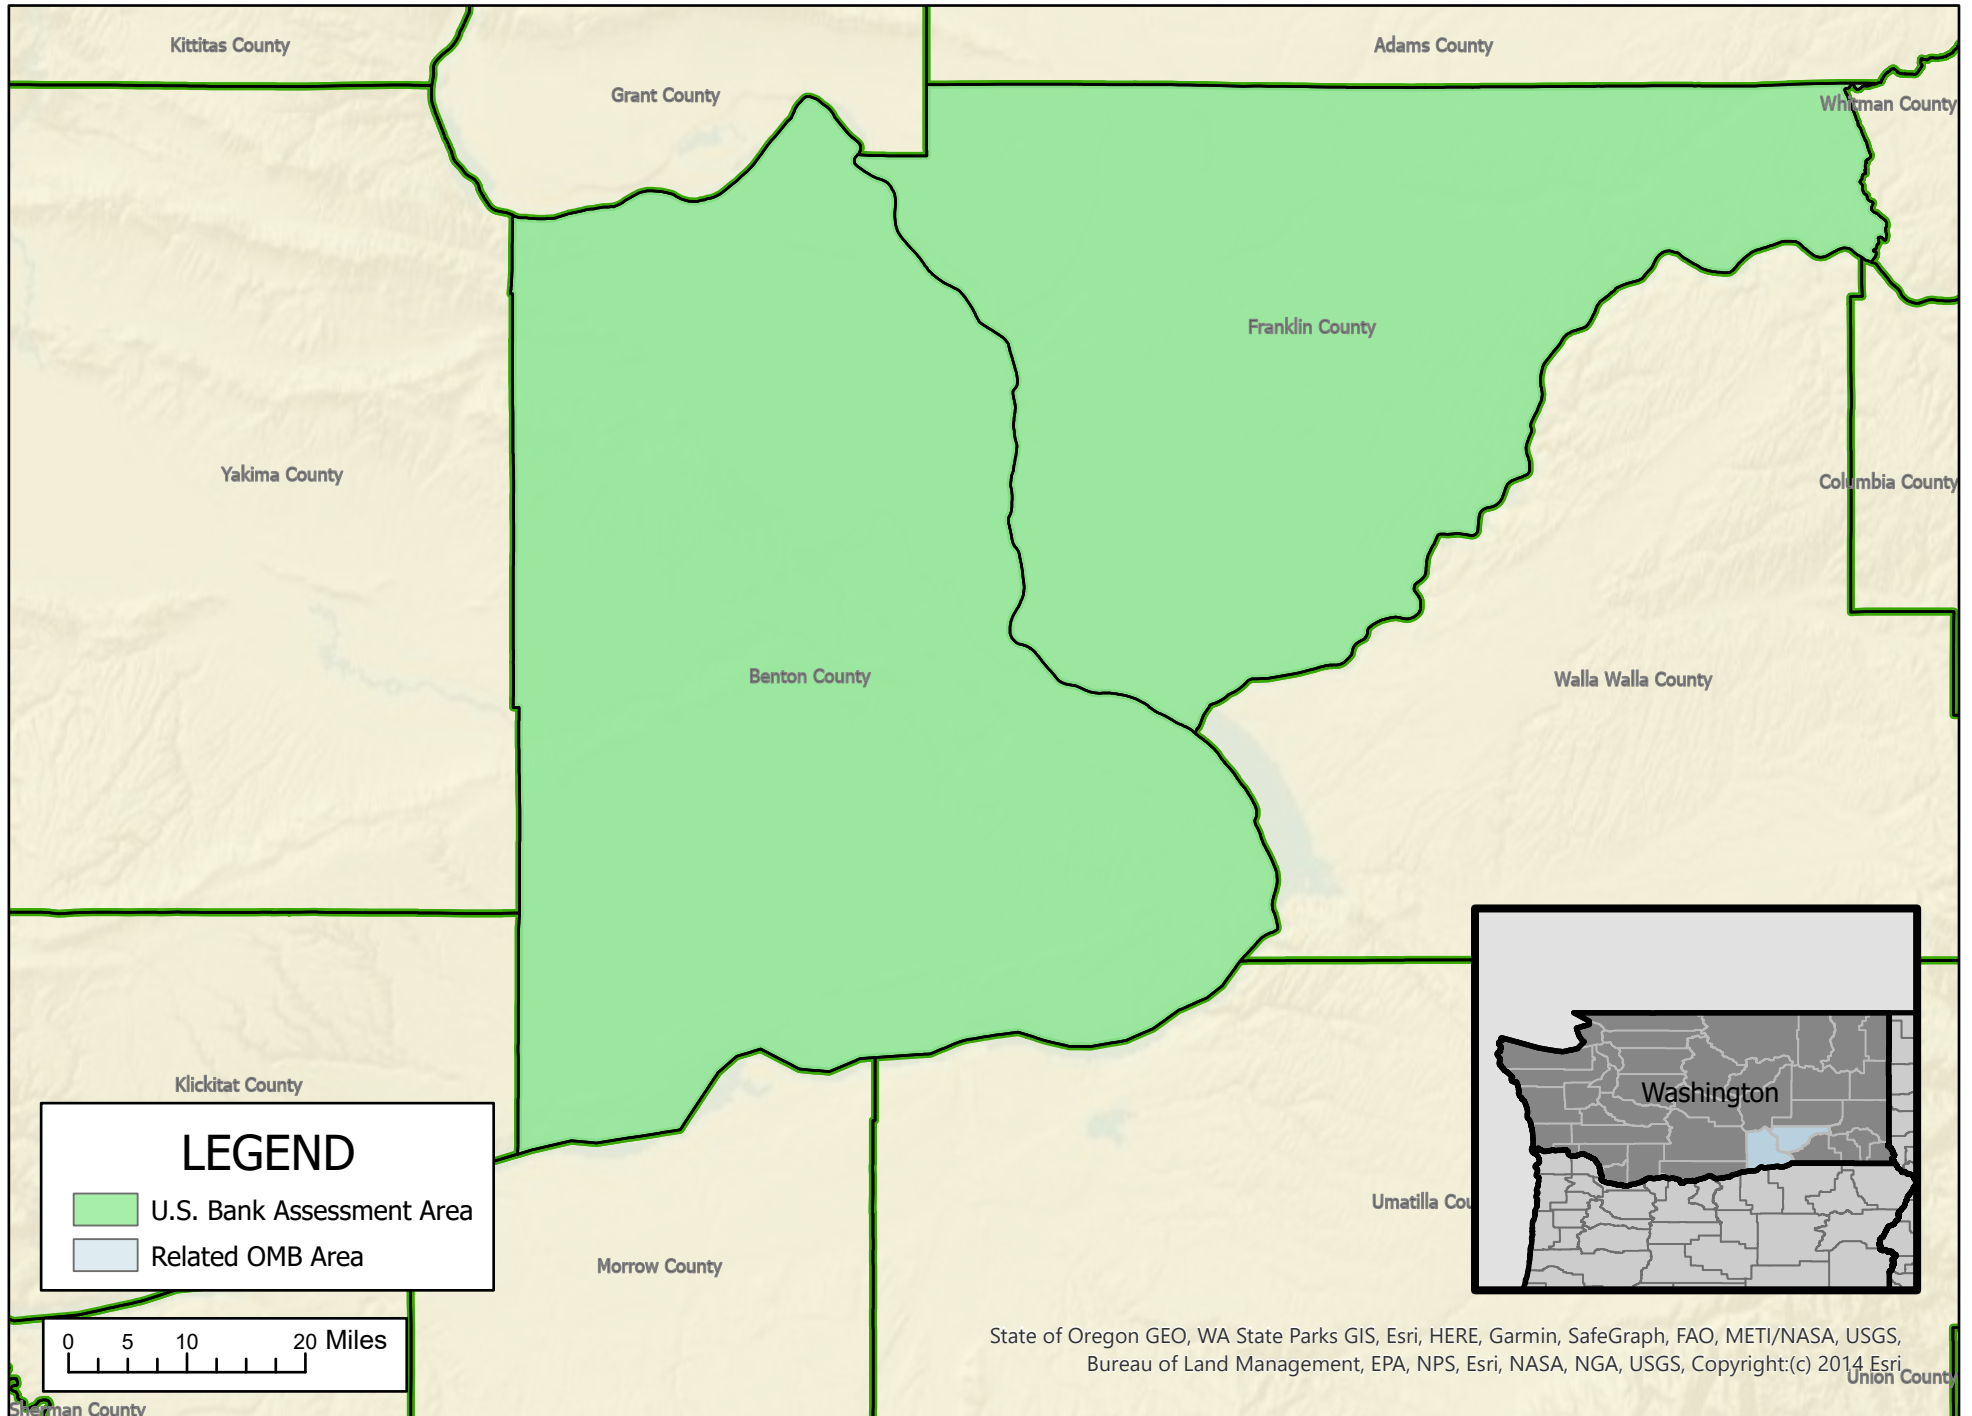 Kittitas County
Adams County
Grant County
Whitman County
Franklin County
Yakima County
Columbia County
Benton County
Walla Walla County
Klickitat County
Washington
LEGEND
U.S. Bank Assessment Area
Related OMB Area
Umatilla Cou
Morrow County
0 5 10 20 Miles
State of Oregon GEO, WA State Parks GIS, Esri, HERE, Garmin, SafeGraph, FAO, METI/NASA, USGS,
Bureau of Land Management, EPA, NPS, Esri, NASA, NGA, USGS, Copyright:(c) 2014 Esri
Union County
Sherman County